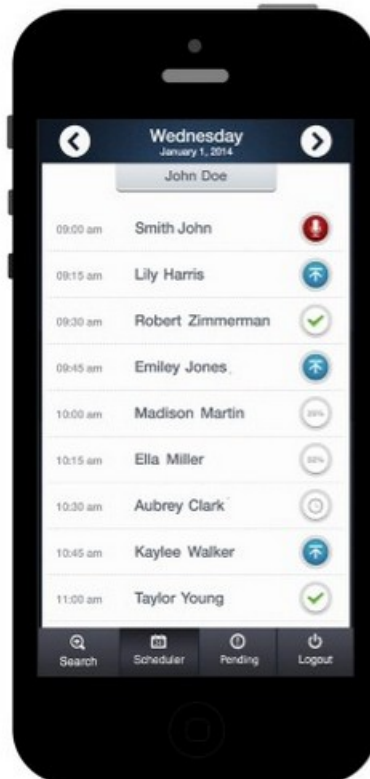 Wednesday
January 1, 2014
John Doe
09:00 am Smith John
09:15 am Lily Harris
09:30 am Robert Zimmerman
09:45 am Emiley Jones
10:00 am Madison Martin
10:15 am Ella Miller
10:30 am Aubrey Clark
10:45 am Kaylee Walker
11:00 am Taylor Young
Search Scheduler Pending Logout